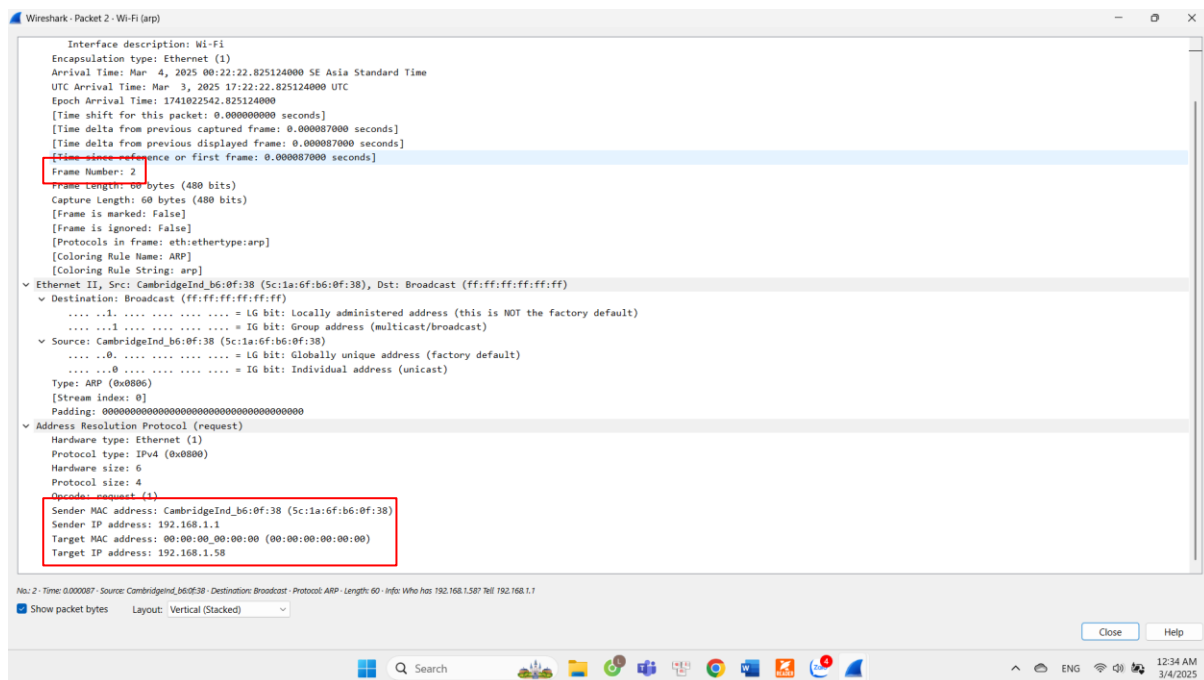 Wireshark · Packet 2 · Wi-Fi (arp)
Interface description: Wi-Fi
Encapsulation type: Ethernet (1)
Arrival Time: Mar  4, 2025 00:22:22.825124000 SE Asia Standard Time
UTC Arrival Time: Mar  3, 2025 17:22:22.825124000 UTC
Epoch Arrival Time: 1741022542.825124000
[Time shift for this packet: 0.000000000 seconds]
[Time delta from previous captured frame: 0.000087000 seconds]
[Time delta from previous displayed frame: 0.000087000 seconds]
[Time since reference or first frame: 0.000087000 seconds]
Frame Number: 2
Frame Length: 60 bytes (480 bits)
Capture Length: 60 bytes (480 bits)
[Frame is marked: False]
[Frame is ignored: False]
[Protocols in frame: eth:ethertype:arp]
[Coloring Rule Name: ARP]
[Coloring Rule String: arp]
Ethernet II, Src: CambridgeInd_b6:0f:38 (5c:1a:6f:b6:0f:38), Dst: Broadcast (ff:ff:ff:ff:ff:ff)
Destination: Broadcast (ff:ff:ff:ff:ff:ff)
.... ..1. .... .... .... .... = LG bit: Locally administered address (this is NOT the factory default)
.... ...1 .... .... .... .... = IG bit: Group address (multicast/broadcast)
Source: CambridgeInd_b6:0f:38 (5c:1a:6f:b6:0f:38)
.... ..0. .... .... .... .... = LG bit: Globally unique address (factory default)
.... ...0 .... .... .... .... = IG bit: Individual address (unicast)
Type: ARP (0x0806)
[Stream index: 0]
Padding: 000000000000000000000000000000000000
Address Resolution Protocol (request)
Hardware type: Ethernet (1)
Protocol type: IPv4 (0x0800)
Hardware size: 6
Protocol size: 4
Opcode: request (1)
Sender MAC address: CambridgeInd_b6:0f:38 (5c:1a:6f:b6:0f:38)
Sender IP address: 192.168.1.1
Target MAC address: 00:00:00_00:00:00 (00:00:00:00:00:00)
Target IP address: 192.168.1.58
No.: 2 · Time: 0.000087 · Source: CambridgeInd_b6:0f:38 · Destination: Broadcast · Protocol: ARP · Length: 60 · Info: Who has 192.168.1.58? Tell 192.168.1.1
Show packet bytes Layout: Vertical (Stacked)
Close Help
Search 4 ENG 12:34 AM
3/4/2025